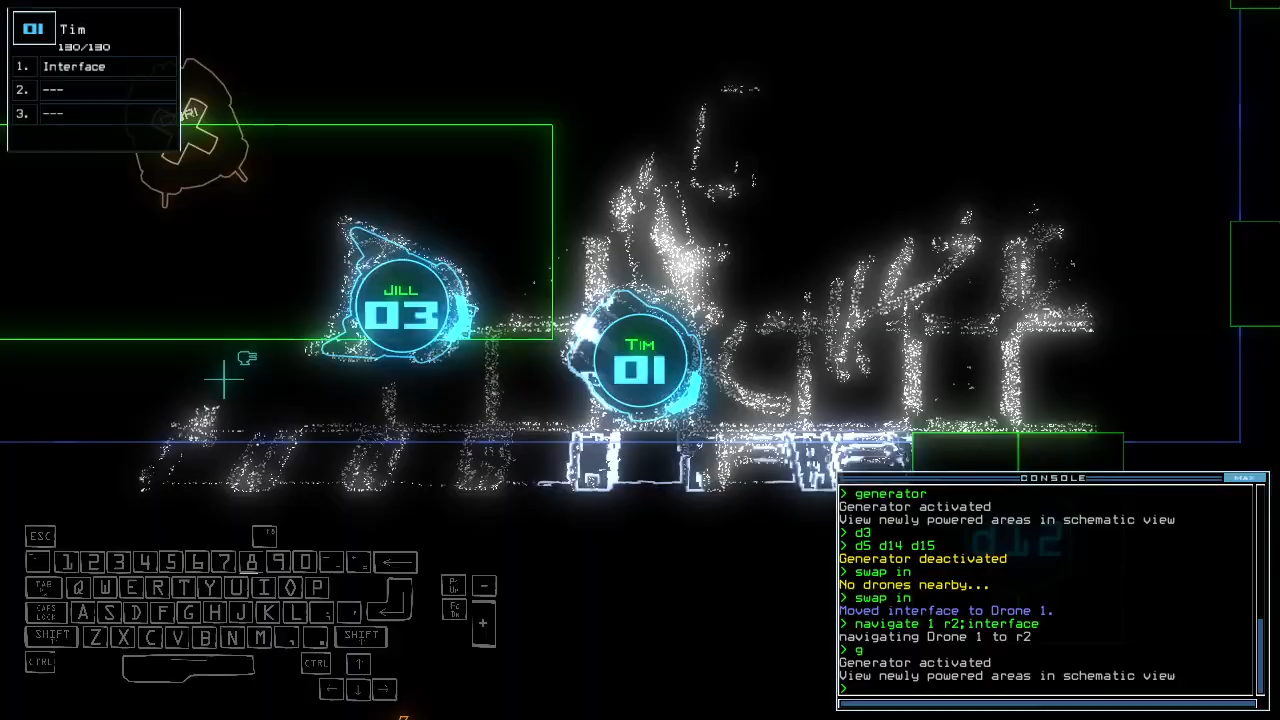 01 Tim
130/130
1. Interface
2. ---
3. ---
JILL
03
TIM
01
CONSOLE
> generator
Generator activated
View newly powered areas in schematic view
> d3
> d5 d14 d15
Generator deactivated
> swap in
No drones nearby...
> swap in
Moved interface to Drone 1.
> navigate 1 r2;interface
navigating Drone 1 to r2
> g
Generator activated
View newly powered areas in schematic view
>
d12
ESC
1 2 3 4 5 6 7 8 9 0
TAB Q W E R T Y U I O P
CAPS LOCK A S D F G H J K L ; '
SHIFT Z X C V B N M , . SHIFT
CTRL CTRL